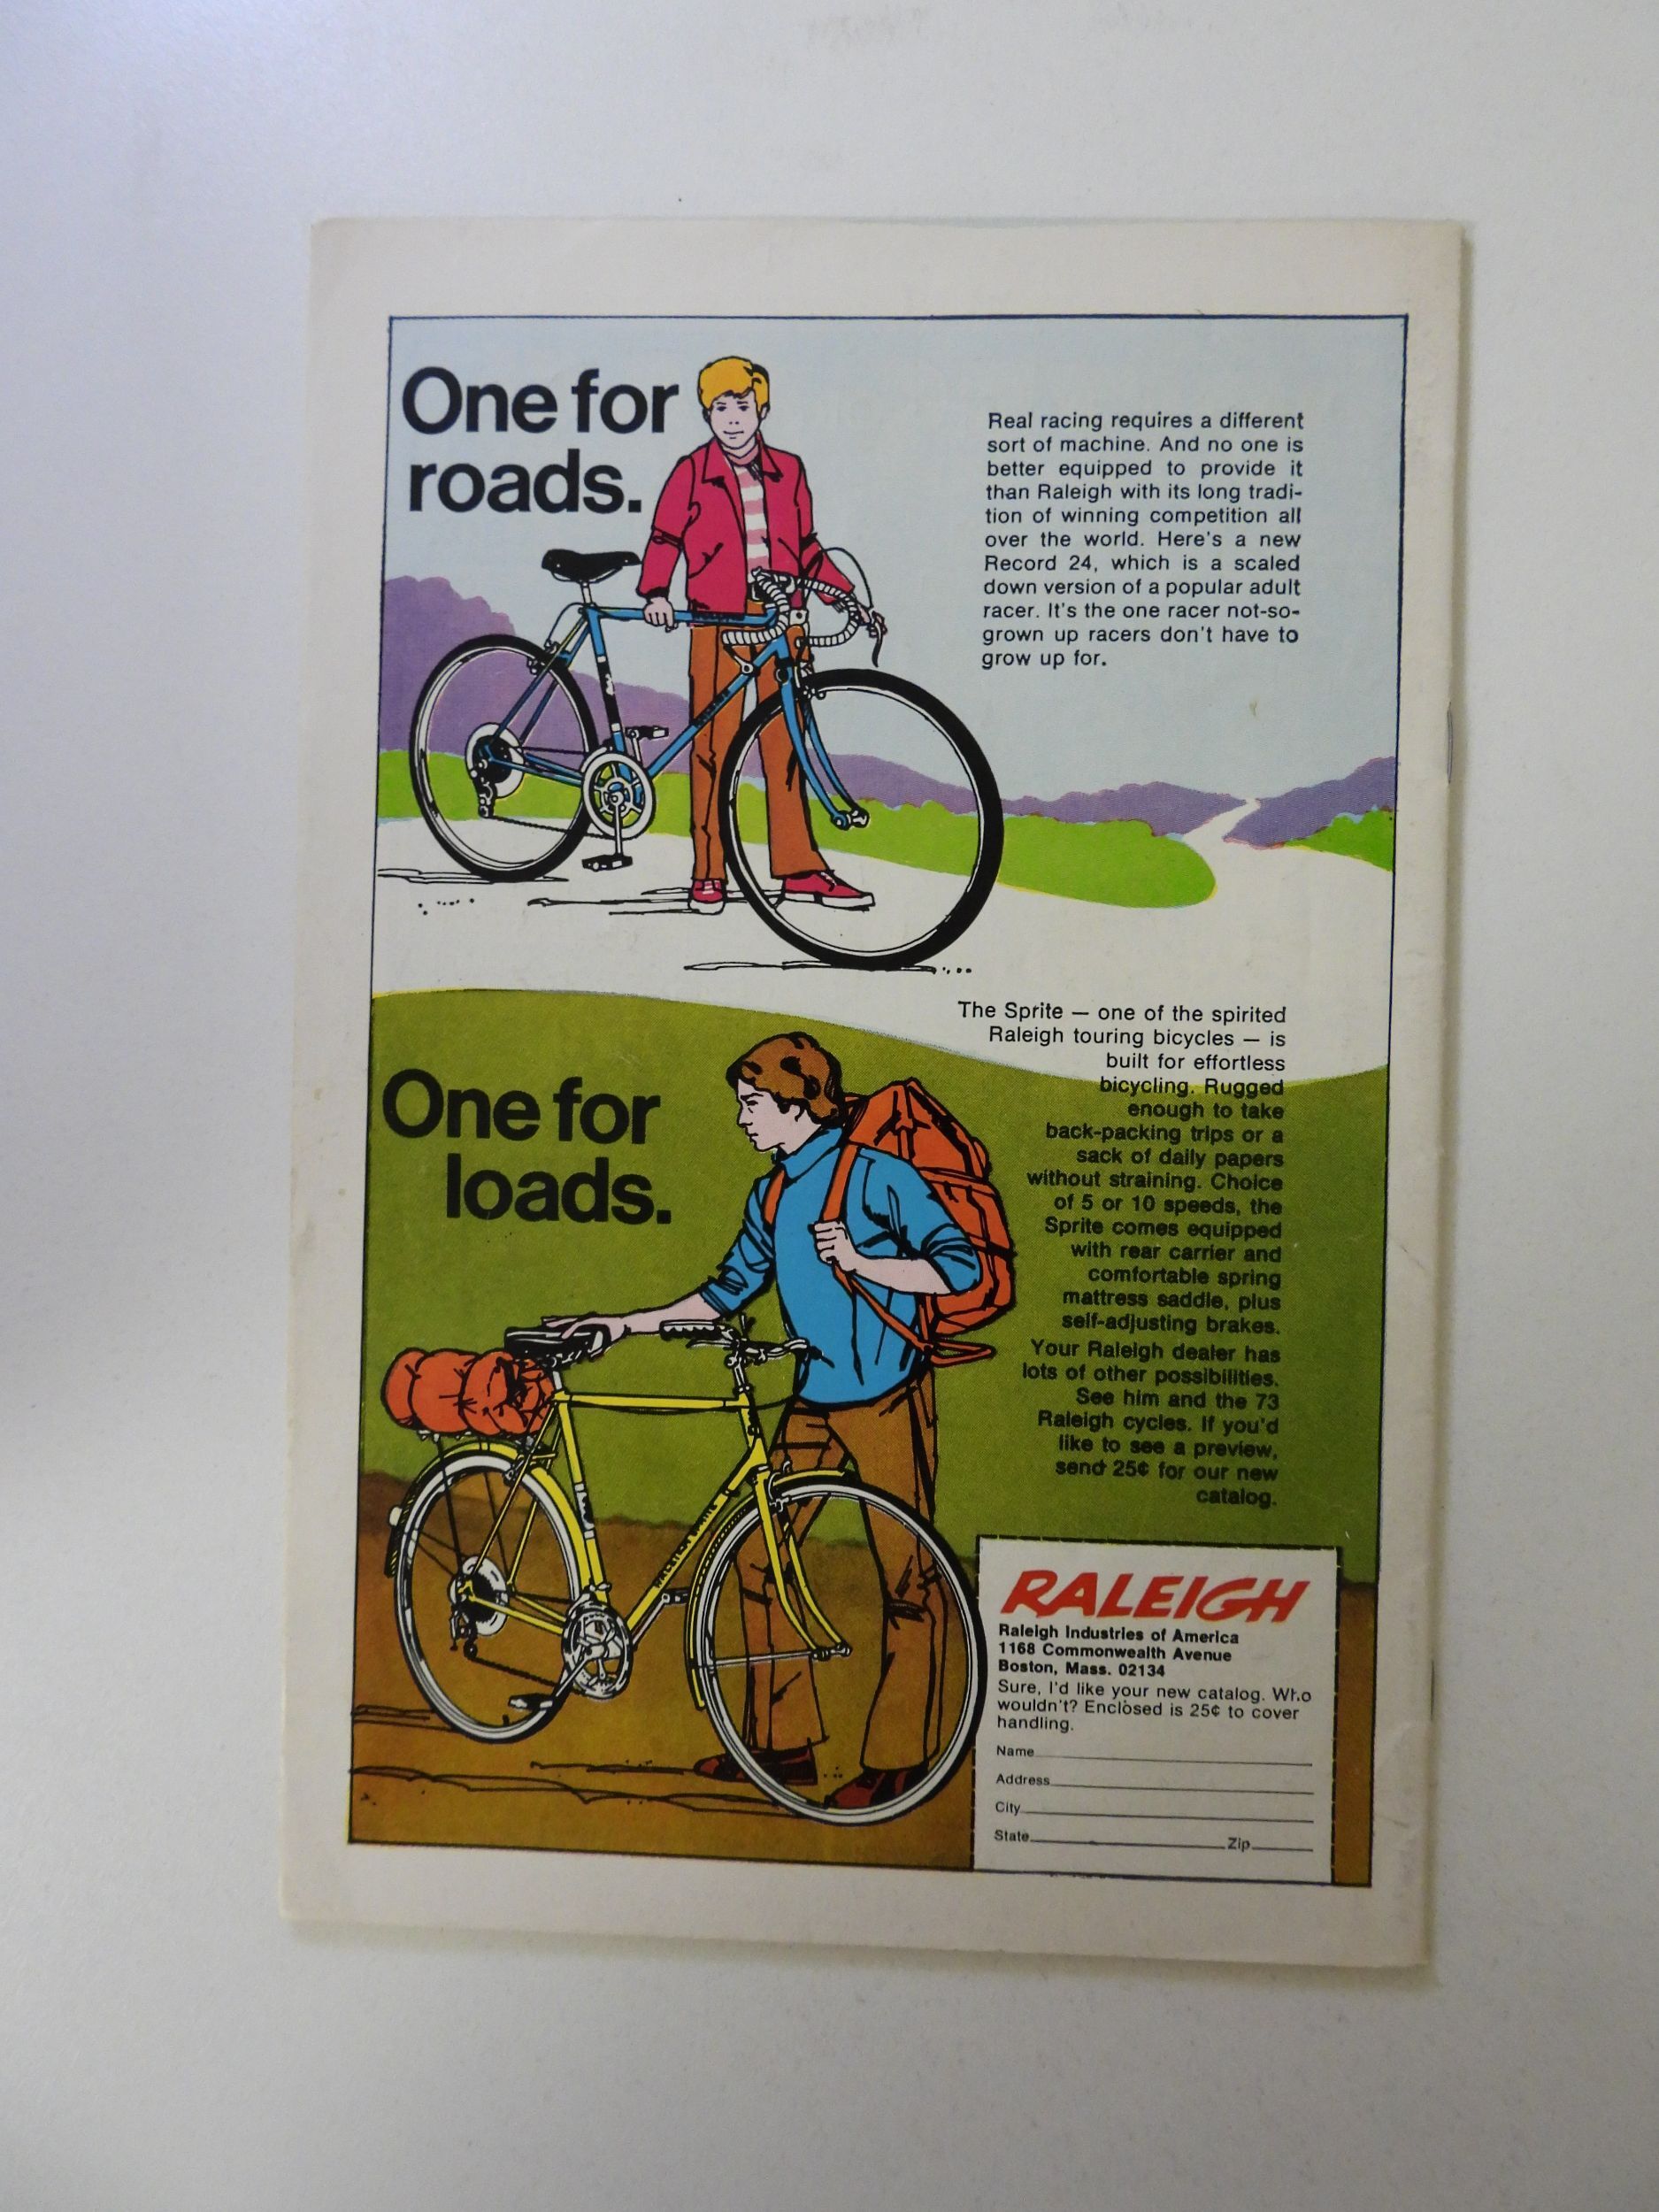 One for
roads.
Real racing requires a different
sort of machine. And no one is
better equipped to provide it
than Raleigh with its long tradi-
tion of winning competition all
over the world. Here's a new
Record 24, which is a scaled
down version of a popular adult
racer. It's the one racer not-so-
grown up racers don't have to
grow up for.
One for
loads.
The Sprite — one of the spirited
Raleigh touring bicycles — is
built for effortless
bicycling. Rugged
enough to take
back-packing trips or a
sack of daily papers
without straining. Choice
of 5 or 10 speeds, the
Sprite comes equipped
with rear carrier and
comfortable spring
mattress saddle, plus
self-adjusting brakes.
Your Raleigh dealer has
lots of other possibilities.
See him and the 73
Raleigh cycles. If you'd
like to see a preview,
send 25¢ for our new
catalog.
RALEIGH SPRITE
RALEIGH
Raleigh Industries of America
1168 Commonwealth Avenue
Boston, Mass. 02134
Sure, I'd like your new catalog. Who
wouldn't? Enclosed is 25¢ to cover
handling.
Name
Address
City
State Zip